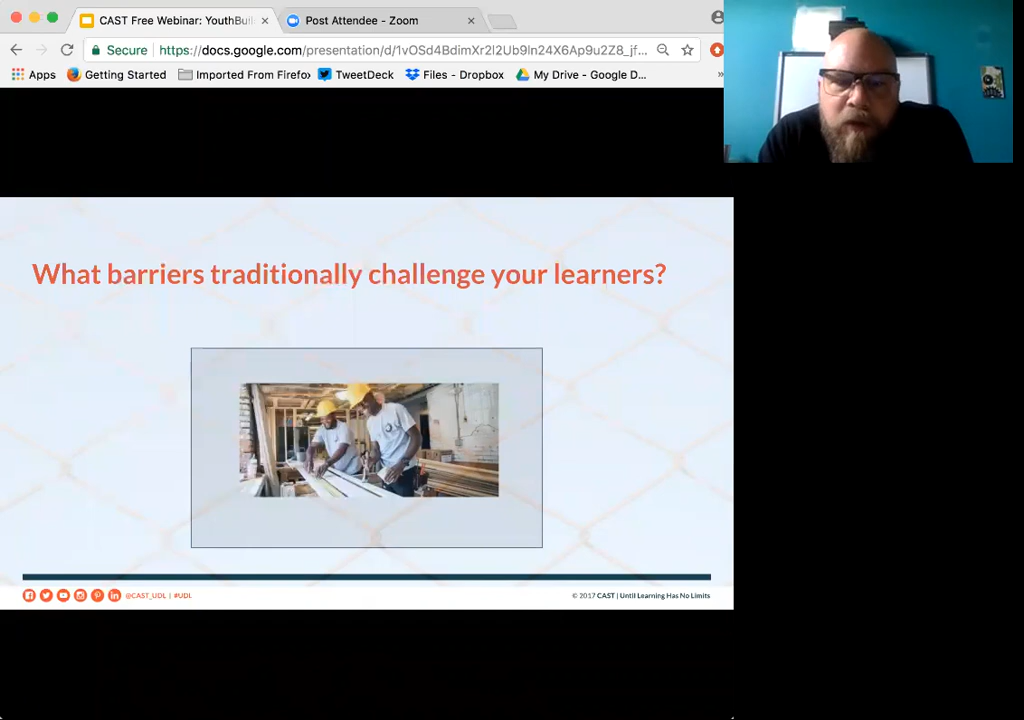 CAST Free Webinar: YouthBuil
Post Attendee - Zoom
Secure
https://docs.google.com/presentation/d/1vOSd4BdimXr2I2Ub9ln24X6Ap9u2Z8_jf...
Apps
Getting Started
Imported From Firefox
TweetDeck
Files - Dropbox
My Drive - Google D...
»
What barriers traditionally challenge your learners?
@CAST_UDL | #UDL
© 2017 CAST | Until Learning Has No Limits